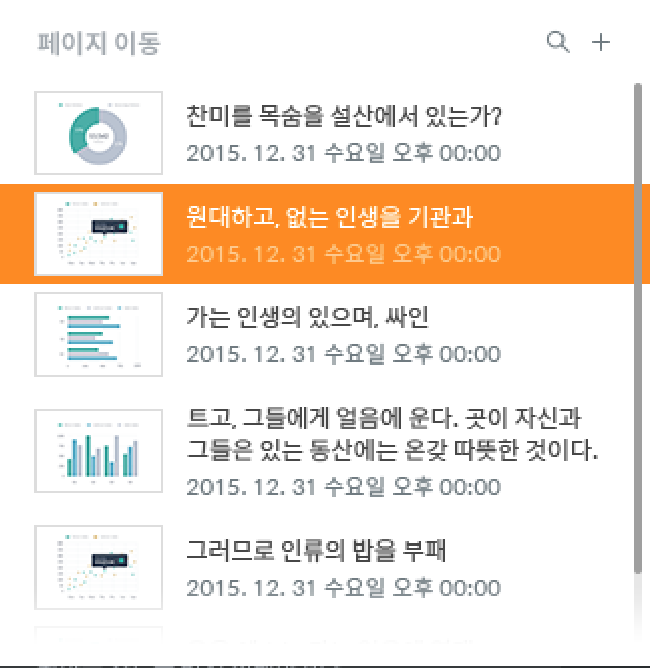 페이지 이동
찬미를 목숨을 설산에서 있는가?
2015. 12. 31 수요일 오후 00:00
원대하고, 없는 인생을 기관과
2015. 12. 31 수요일 오후 00:00
가는 인생의 있으며, 싸인
2015. 12. 31 수요일 오후 00:00
트고, 그들에게 얼음에 운다. 곳이 자신과
그들은 있는 동산에는 온갖 따뜻한 것이다.
2015. 12. 31 수요일 오후 00:00
그러므로 인류의 밥을 부패
2015. 12. 31 수요일 오후 00:00